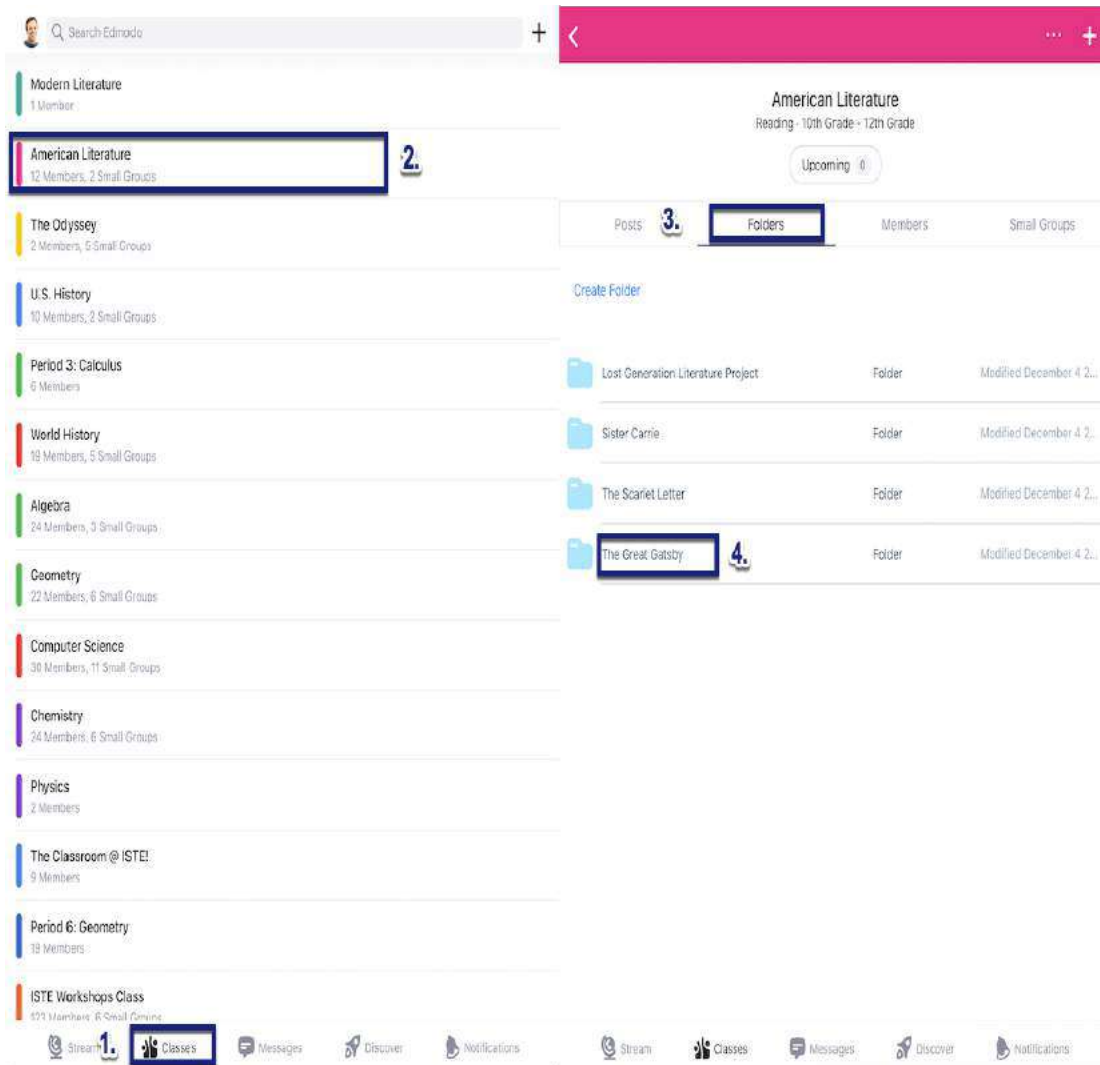 Search Edmodo
Modern Literature
1 Member
American Literature
12 Members, 2 Small Groups
2.
The Odyssey
2 Members, 5 Small Groups
U.S. History
10 Members, 2 Small Groups
Period 3: Calculus
6 Members
World History
19 Members, 5 Small Groups
Algebra
24 Members, 3 Small Groups
Geometry
22 Members, 6 Small Groups
Computer Science
30 Members, 11 Small Groups
Chemistry
24 Members, 6 Small Groups
Physics
2 Members
The Classroom @ ISTE!
9 Members
Period 6: Geometry
19 Members
ISTE Workshops Class
123 Members, 6 Small Groups
Stream 1. Classes Messages Discover Notifications
American Literature
Reading - 10th Grade - 12th Grade
Upcoming 0
Posts 3. Folders Members Small Groups
Create Folder
Lost Generation Literature Project Folder Modified December 4 2...
Sister Carrie Folder Modified December 4 2...
The Scarlet Letter Folder Modified December 4 2...
The Great Gatsby 4. Folder Modified December 4 2...
Stream Classes Messages Discover Notifications